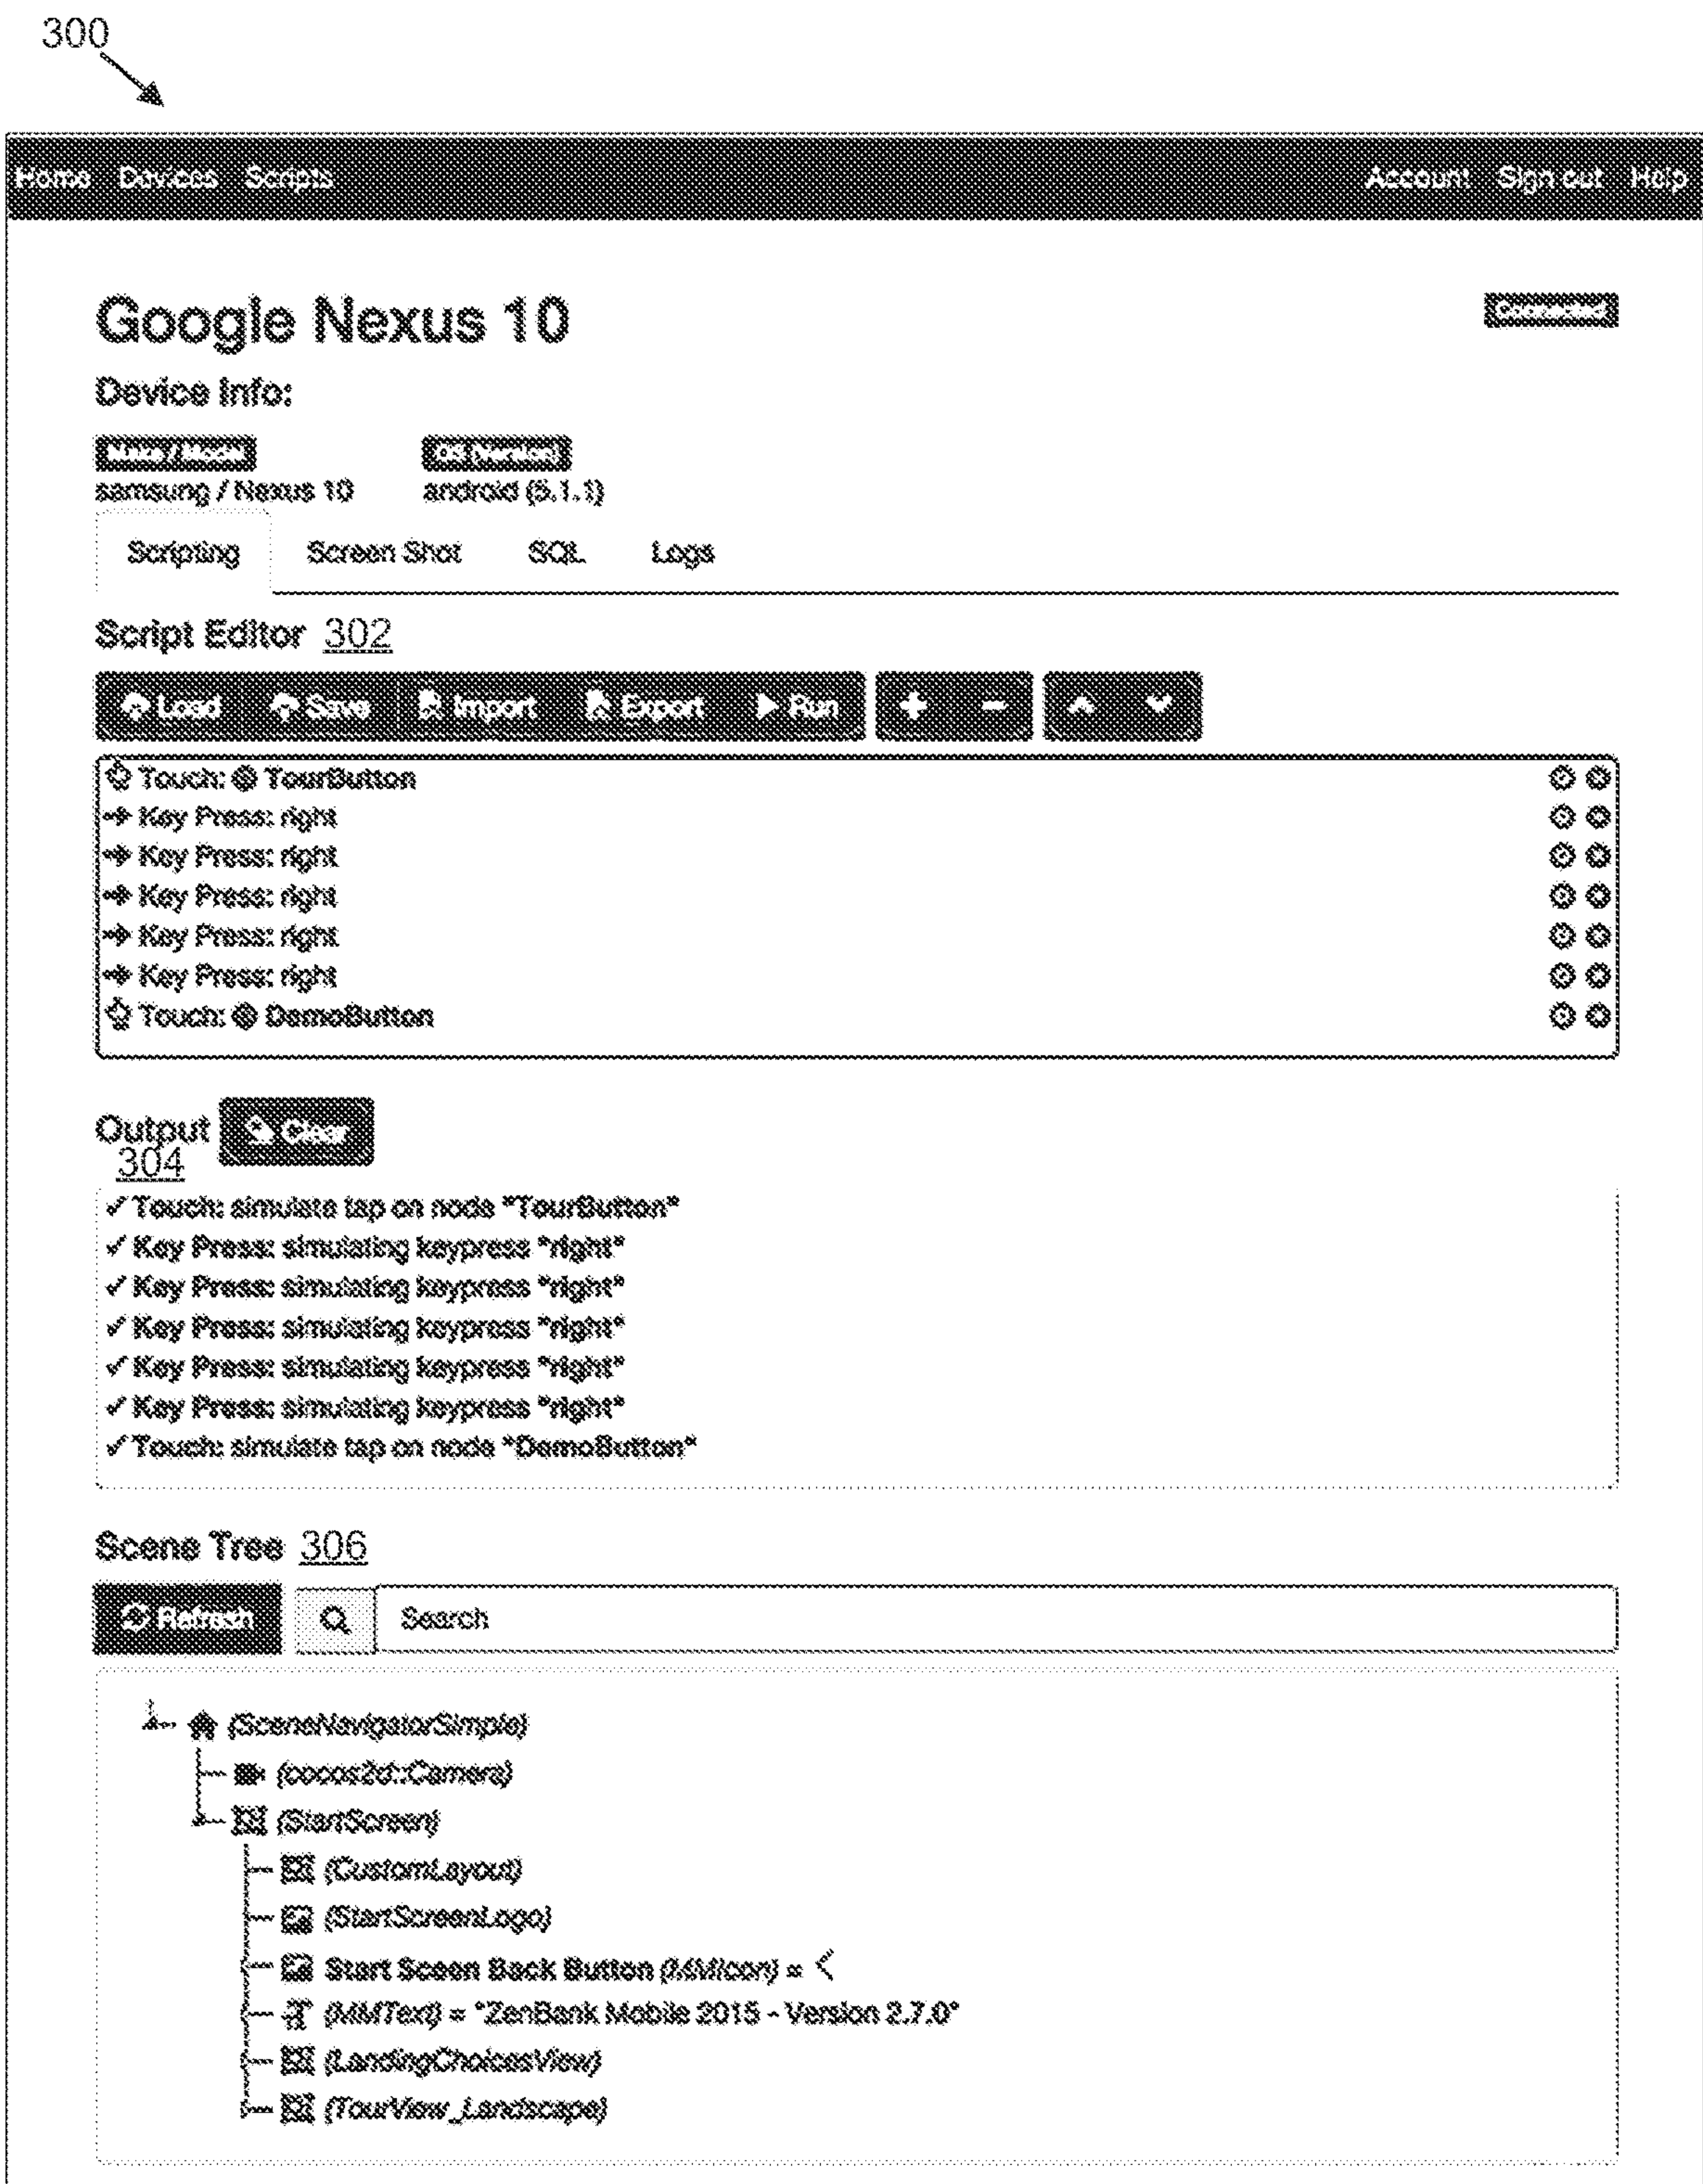 300
Home Devices Scripts Account Sign out Help
Google Nexus 10 Connected
Device Info:
Make / Model OS (Version)
samsung / Nexus 10 android (5.1.1)
Scripting Screen Shot SQL Logs
Script Editor 302
Load Save Import Export Run + −
Touch: TourButton
Key Press: right
Key Press: right
Key Press: right
Key Press: right
Key Press: right
Touch: DemoButton
Output Clear
304
✓ Touch: simulate tap on node "TourButton"
✓ Key Press: simulating keypress "right"
✓ Key Press: simulating keypress "right"
✓ Key Press: simulating keypress "right"
✓ Key Press: simulating keypress "right"
✓ Key Press: simulating keypress "right"
✓ Touch: simulate tap on node "DemoButton"
Scene Tree 306
Refresh Search
(SceneNavigatorSimple)
(cocos2d::Camera)
(StartScreen)
(CustomLayout)
(StartScreenLogo)
Start Sceen Back Button (MMIcon) = <
(MMText) = "ZenBank Mobile 2015 - Version 2.7.0"
(LandingChoicesView)
(TourView_Landscape)